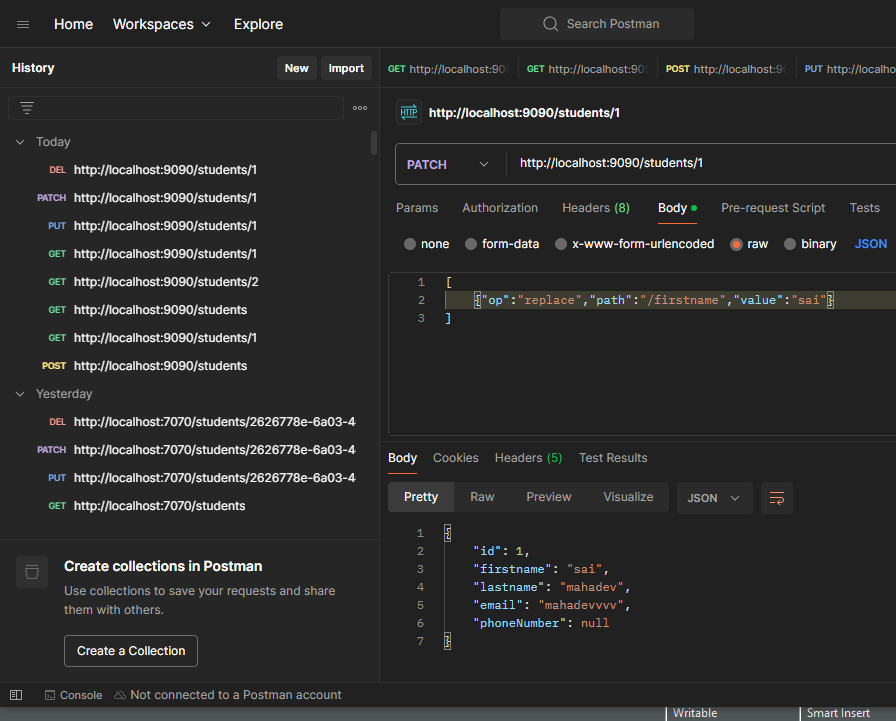 Home Workspaces Explore Search Postman
History New Import
GET http://localhost:90 GET http://localhost:90 POST http://localhost:9 PUT http://localho
HTTP http://localhost:9090/students/1
Today
DEL http://localhost:9090/students/1
PATCH http://localhost:9090/students/1
PUT http://localhost:9090/students/1
GET http://localhost:9090/students/1
GET http://localhost:9090/students/2
GET http://localhost:9090/students
GET http://localhost:9090/students/1
POST http://localhost:9090/students
Yesterday
DEL http://localhost:7070/students/2626778e-6a03-4
PATCH http://localhost:7070/students/2626778e-6a03-4
PUT http://localhost:7070/students/2626778e-6a03-4
GET http://localhost:7070/students
Create collections in Postman
Use collections to save your requests and share
them with others.
Create a Collection
PATCH http://localhost:9090/students/1
Params Authorization Headers (8) Body Pre-request Script Tests
none form-data x-www-form-urlencoded raw binary JSON
1 [
2 {"op":"replace","path":"/firstname","value":"sai"}
3 ]
Body Cookies Headers (5) Test Results
Pretty Raw Preview Visualize JSON
1 {
2 "id": 1,
3 "firstname": "sai",
4 "lastname": "mahadev",
5 "email": "mahadevvvv",
6 "phoneNumber": null
7 }
Console Not connected to a Postman account
Writable Smart Insert